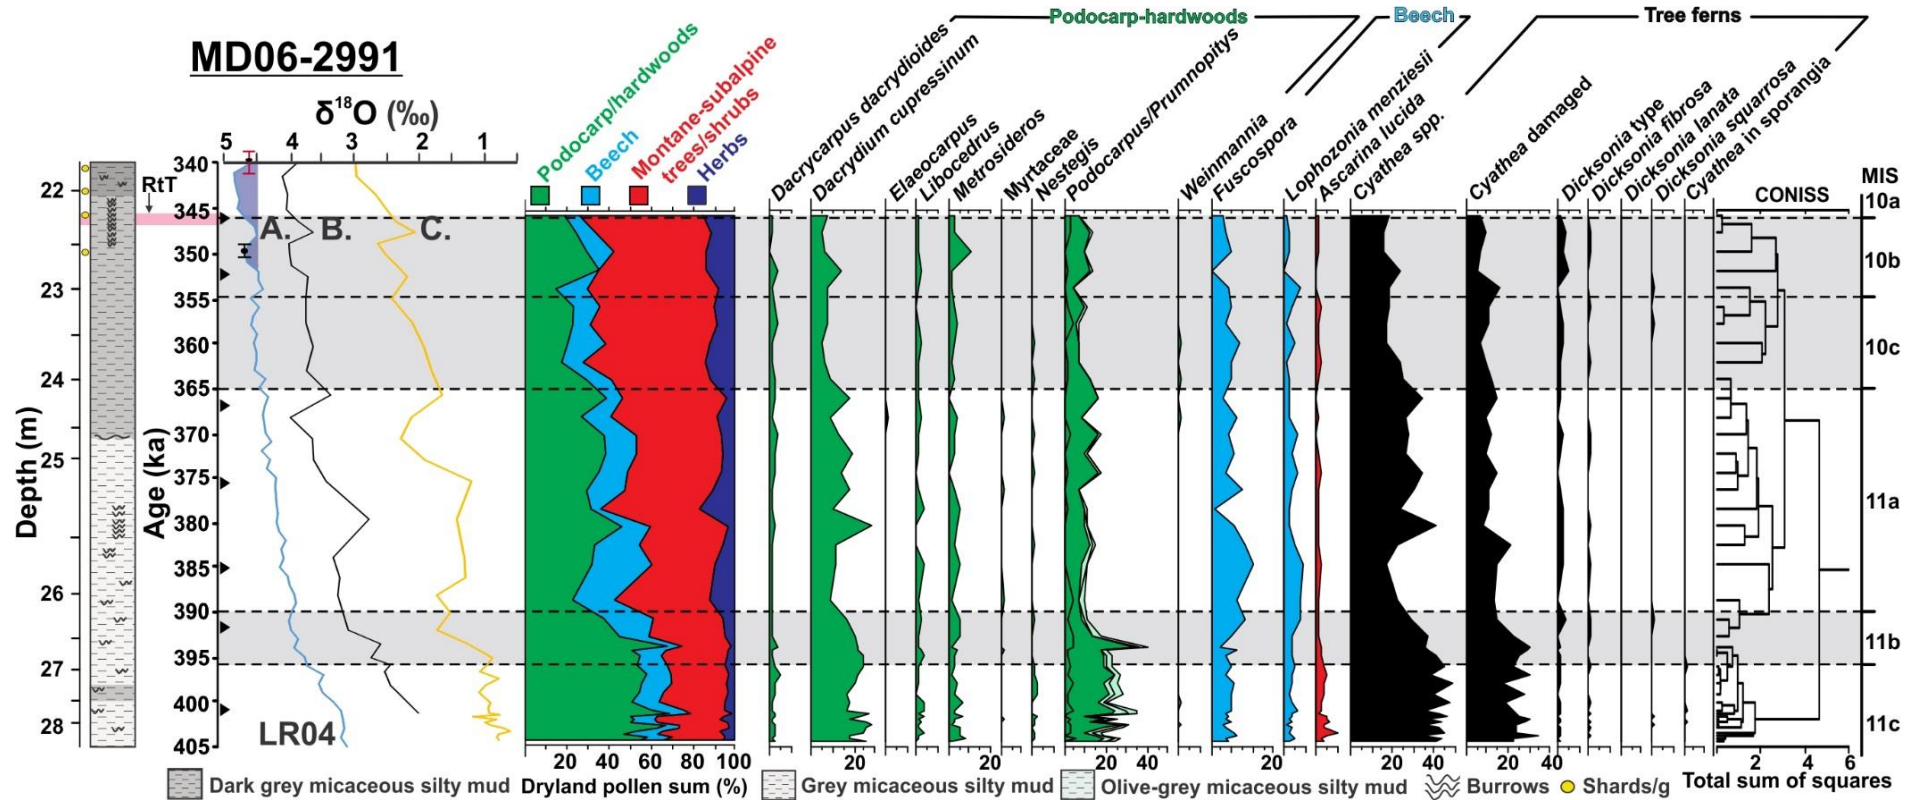 MD06-2991
Podocarp-hardwoods
Beech
Tree ferns
δ¹⁸O (‰)
5 4 3 2 1
Podocarp/hardwoods
Beech
Montane-subalpine
trees/shrubs
Herbs
Dacrycarpus dacrydioides
Dacrydium cupressinum
Elaeocarpus
Libocedrus
Metrosideros
Myrtaceae
Nestegis
Podocarpus/Prumnopitys
Weinmannia
Fuscospora
Lophozonia menziesii
Ascarina lucida
Cyathea spp.
Cyathea damaged
Dicksonia type
Dicksonia fibrosa
Dicksonia lanata
Dicksonia squarrosa
Cyathea in sporangia
CONISS
MIS
RtT
Depth (m)
22
23
24
25
26
27
28
Age (ka)
340
345
350
355
360
365
370
375
380
385
390
395
400
405
A. B. C.
LR04
10a
10b
10c
11a
11b
11c
20 40 60 80 100
20
20
20 40
20
20 40
20 40
2 4 6
Dryland pollen sum (%)
Total sum of squares
Dark grey micaceous silty mud
Grey micaceous silty mud
Olive-grey micaceous silty mud
Burrows
Shards/g